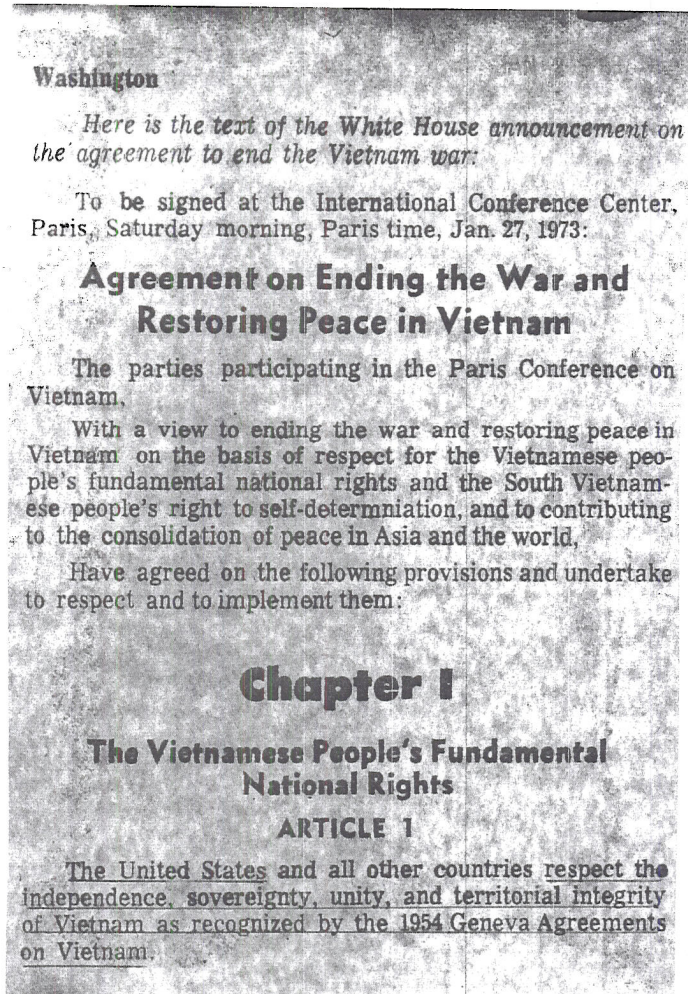 Washington
Here is the text of the White House announcement on
the agreement to end the Vietnam war:
To be signed at the International Conference Center,
Paris, Saturday morning, Paris time, Jan. 27, 1973:
Agreement on Ending the War and
Restoring Peace in Vietnam
The parties participating in the Paris Conference on
Vietnam,
With a view to ending the war and restoring peace in
Vietnam on the basis of respect for the Vietnamese peo-
ple's fundamental national rights and the South Vietnam-
ese people's right to self-determniation, and to contributing
to the consolidation of peace in Asia and the world,
Have agreed on the following provisions and undertake
to respect and to implement them:
Chapter I
The Vietnamese People's Fundamental
National Rights
ARTICLE 1
The United States and all other countries respect the
independence, sovereignty, unity, and territorial integrity
of Vietnam as recognized by the 1954 Geneva Agreements
on Vietnam.